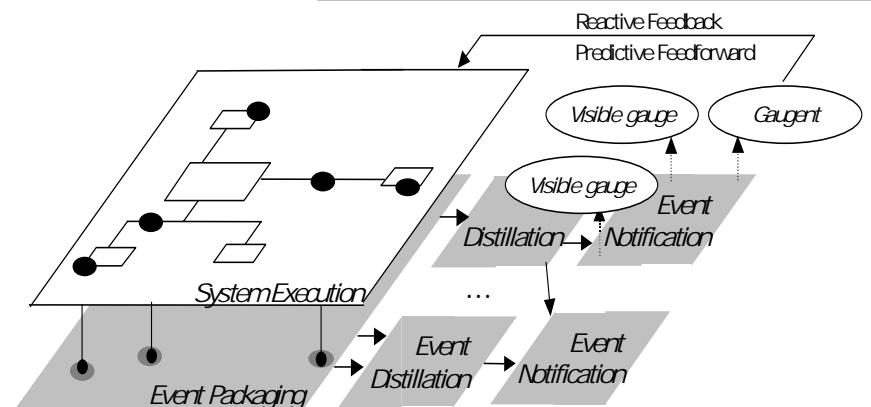 Reactive Feedback
Predictive Feedforward
Visible gauge
Gaugent
Visible gauge
Distillation
Event
Notification
System Execution
...
Event
Distillation
Event
Notification
Event Packaging